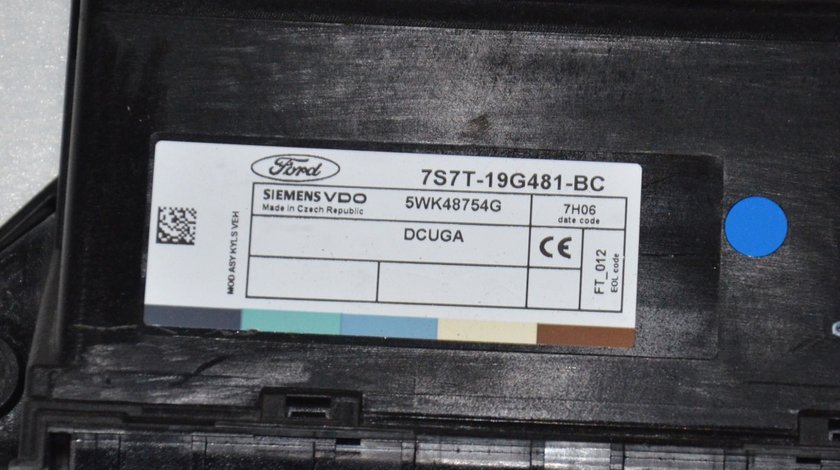 Ford
7S7T-19G481-BC
SIEMENS VDO
Made in Czech Republic
5WK48754G
7H06
date code
DCUGA
CE
FT_012
EOL code
MOD ASY KYLS VEH